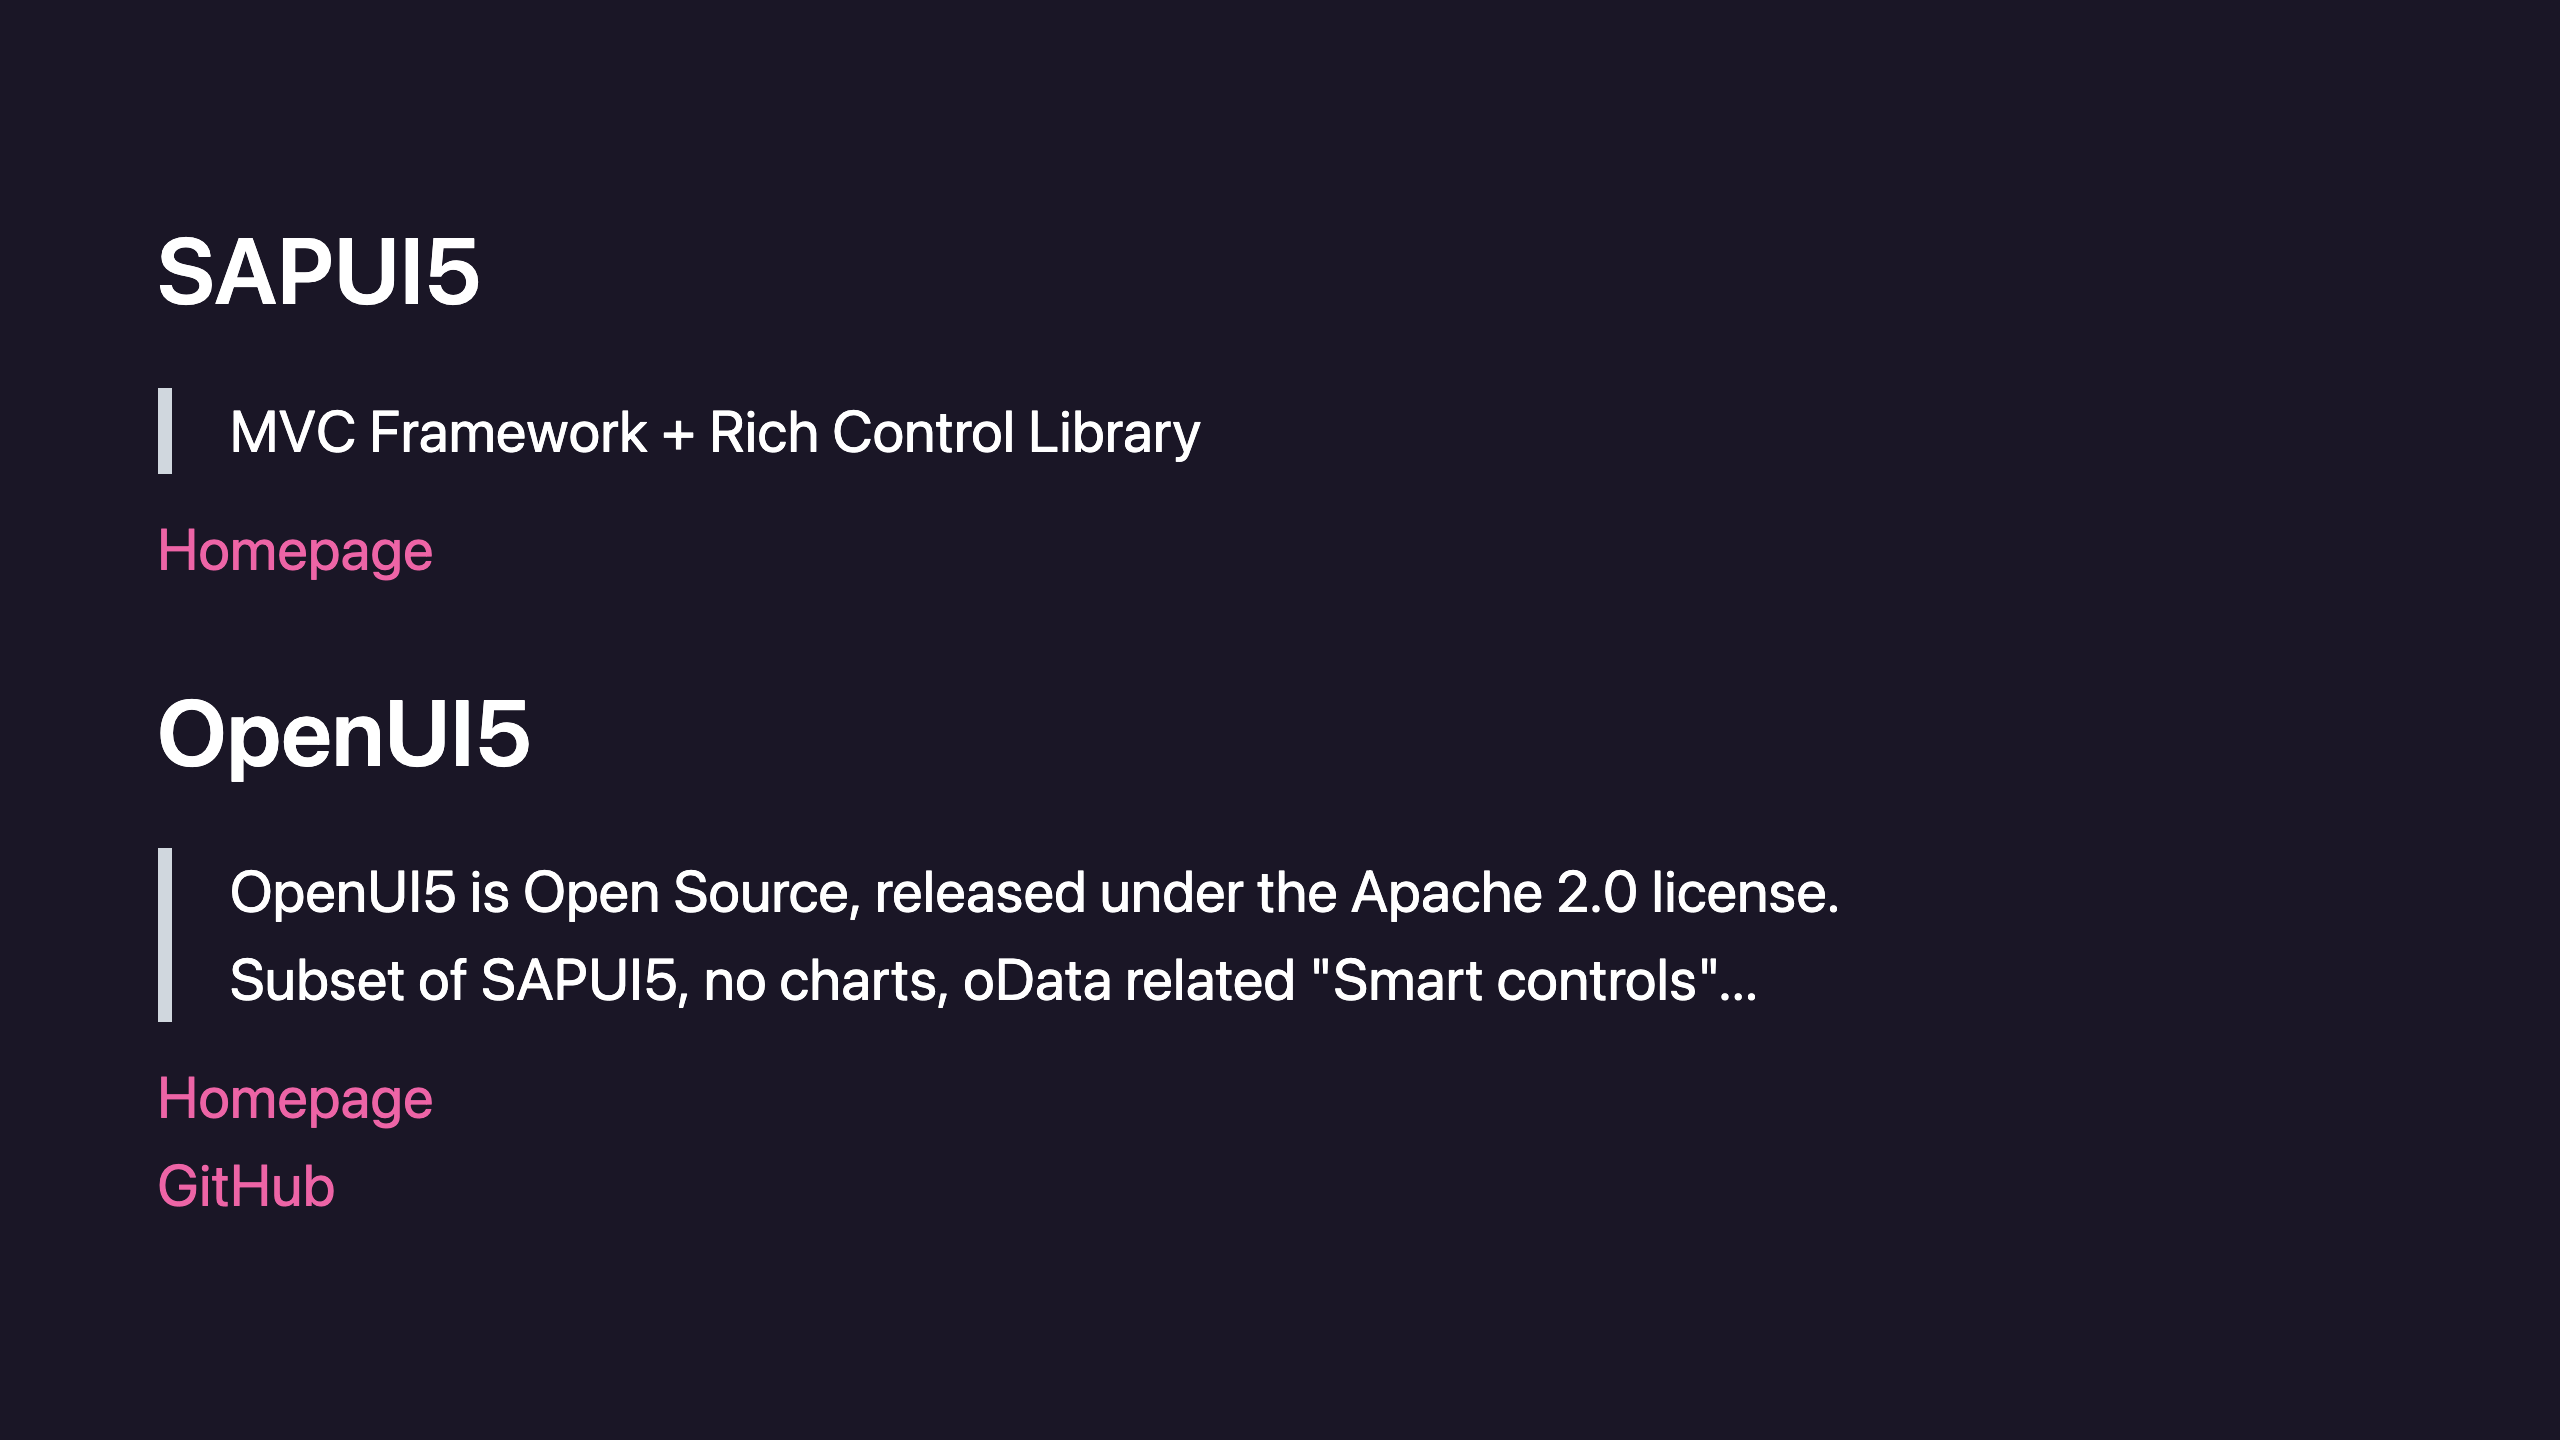 SAPUI5
MVC Framework + Rich Control Library
Homepage
OpenUI5
OpenUI5 is Open Source, released under the Apache 2.0 license.
Subset of SAPUI5, no charts, oData related "Smart controls"...
Homepage
GitHub